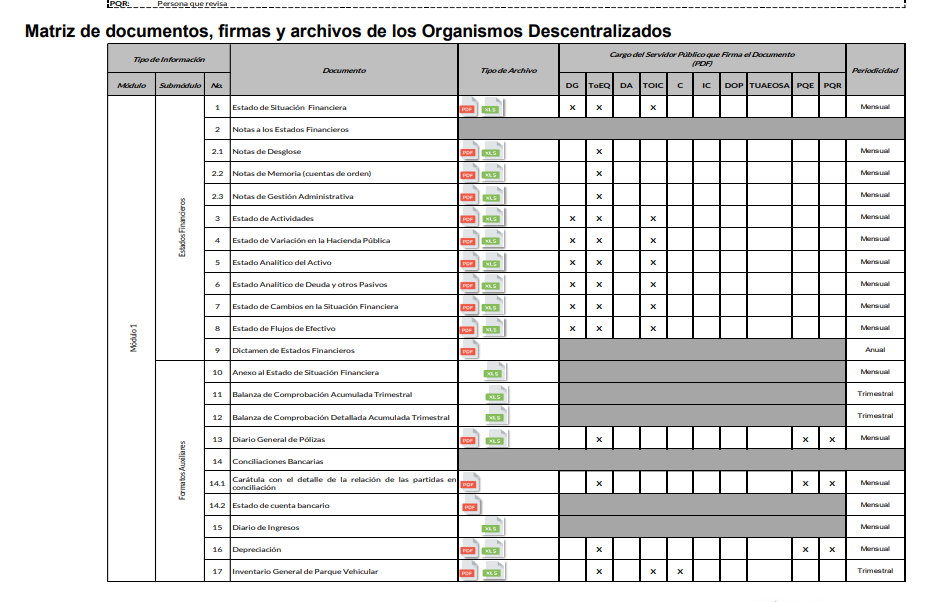 PQR: Persona que revisa
Matriz de documentos, firmas y archivos de los Organismos Descentralizados
Tipo de Información Documento Tipo de Archivo Cargo del Servidor Público que Firma el Documento (PDF) Periodicidad
Módulo Submódulo No. DG ToEQ DA TOIC C IC DOP TUAEOSA PQE PQR
Módulo 1
Estados Financieros
1 Estado de Situación Financiera PDF XLS X X X Mensual
2 Notas a los Estados Financieros
2.1 Notas de Desglose PDF XLS X Mensual
2.2 Notas de Memoria (cuentas de orden) PDF XLS X Mensual
2.3 Notas de Gestión Administrativa PDF XLS X Mensual
3 Estado de Actividades PDF XLS X X X Mensual
4 Estado de Variación en la Hacienda Pública PDF XLS X X X Mensual
5 Estado Analítico del Activo PDF XLS X X X Mensual
6 Estado Analítico de Deuda y otros Pasivos PDF XLS X X X Mensual
7 Estado de Cambios en la Situación Financiera PDF XLS X X X Mensual
8 Estado de Flujos de Efectivo PDF XLS X X X Mensual
9 Dictamen de Estados Financieros PDF Anual
Formatos Auxiliares
10 Anexo al Estado de Situación Financiera XLS Mensual
11 Balanza de Comprobación Acumulada Trimestral XLS Trimestral
12 Balanza de Comprobación Detallada Acumulada Trimestral XLS Trimestral
13 Diario General de Pólizas PDF XLS X X X Mensual
14 Conciliaciones Bancarias
14.1 Carátula con el detalle de la relación de las partidas en conciliación PDF X X X Mensual
14.2 Estado de cuenta bancario PDF Mensual
15 Diario de Ingresos XLS Mensual
16 Depreciación PDF XLS X X X Mensual
17 Inventario General de Parque Vehicular PDF XLS X X X Trimestral